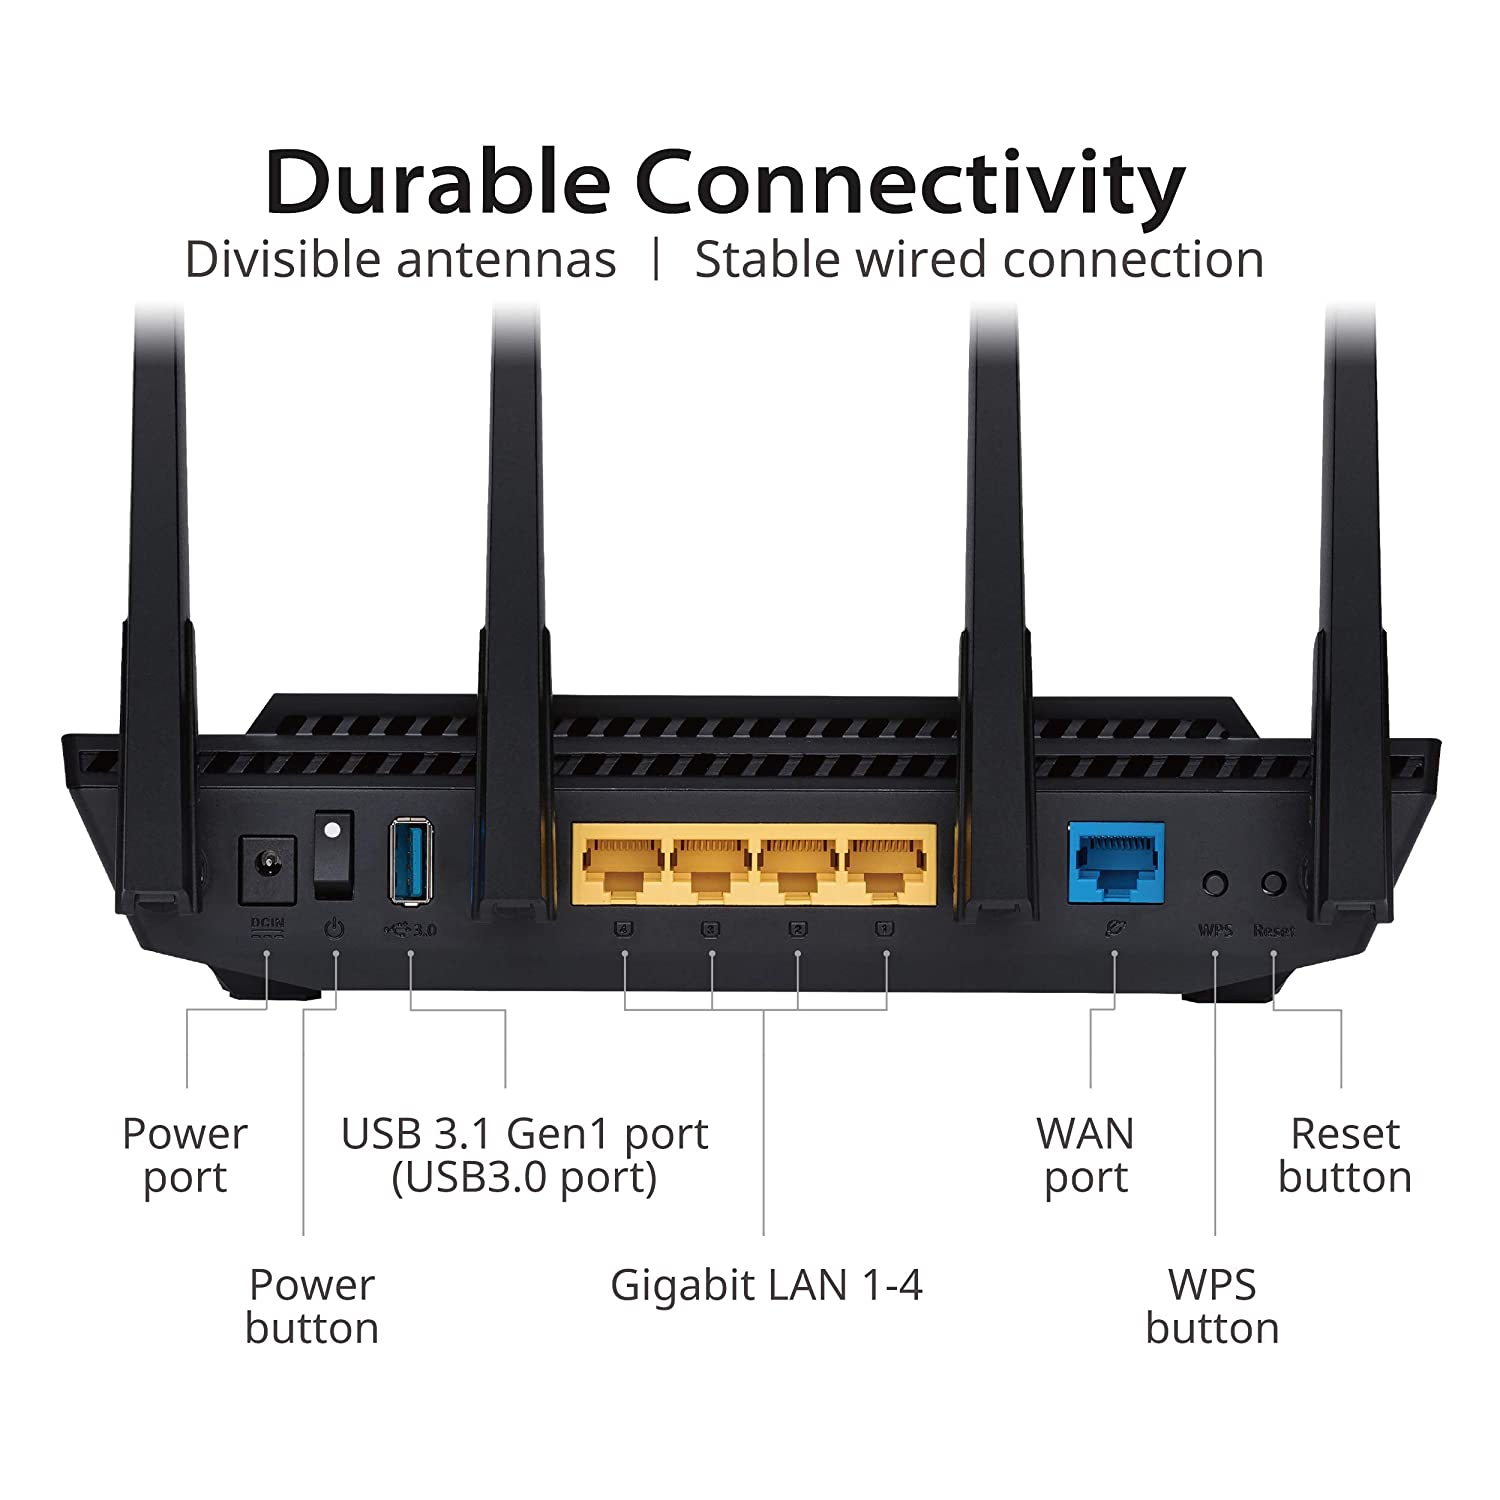 Durable Connectivity
Divisible antennas | Stable wired connection
DCIN
3.0
4
3
2
1
WPS
Reset
Power
port
USB 3.1 Gen1 port
(USB3.0 port)
WAN
port
Reset
button
Power
button
Gigabit LAN 1-4
WPS
button